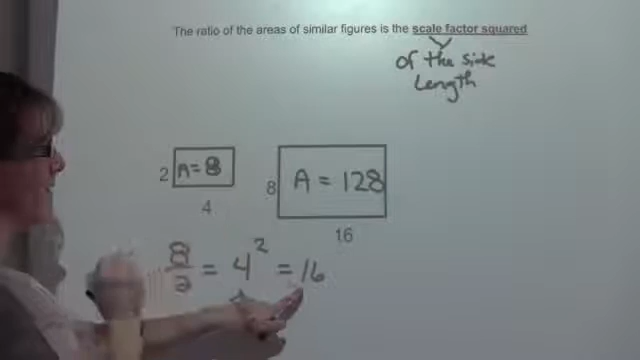 The ratio of the areas of similar figures is the scale factor squared
of the side
Length
2 A = 8
4
8 A = 128
16
8/2 = 4² = 16